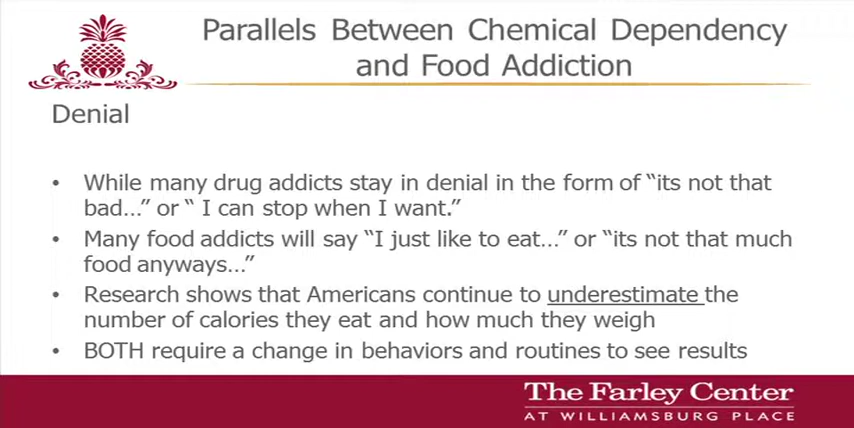 Parallels Between Chemical Dependency
and Food Addiction
Denial
• While many drug addicts stay in denial in the form of “its not that
bad…” or “ I can stop when I want.”
• Many food addicts will say “I just like to eat…” or “its not that much
food anyways…”
• Research shows that Americans continue to underestimate the
number of calories they eat and how much they weigh
• BOTH require a change in behaviors and routines to see results
The Farley Center
AT WILLIAMSBURG PLACE